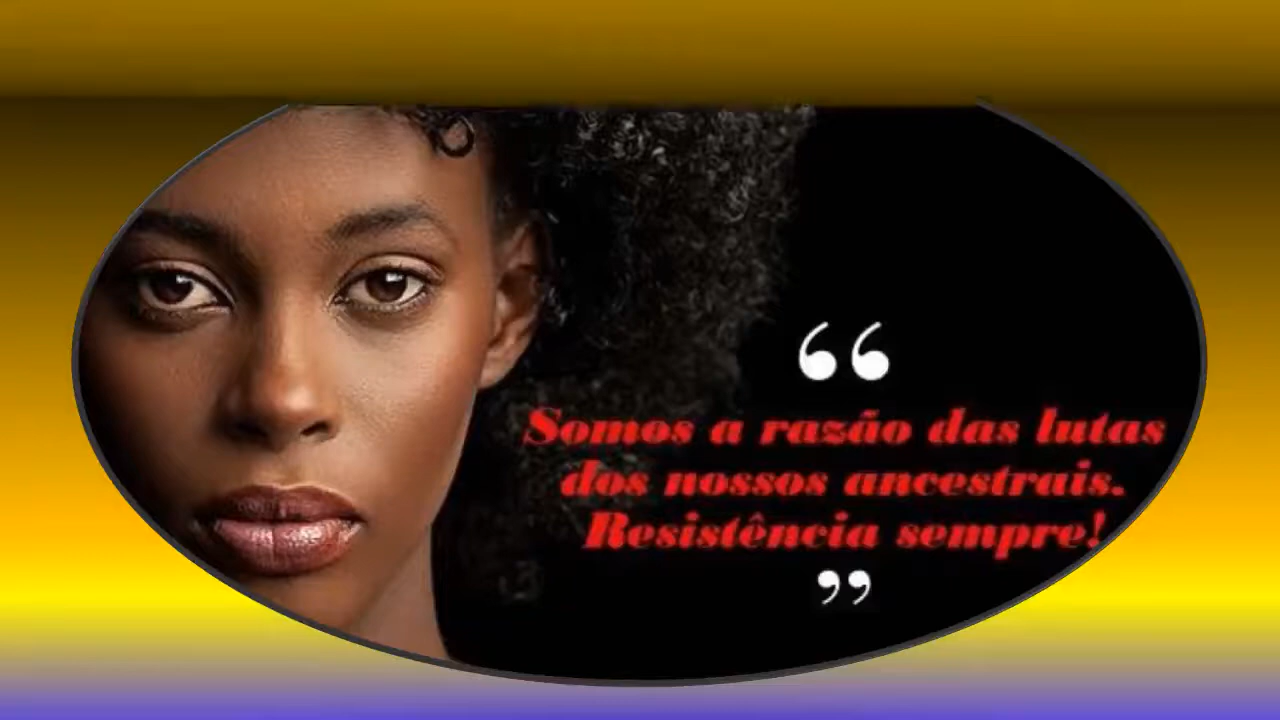 “
Somos a razão das lutas
dos nossos ancestrais.
Resistência sempre!
”